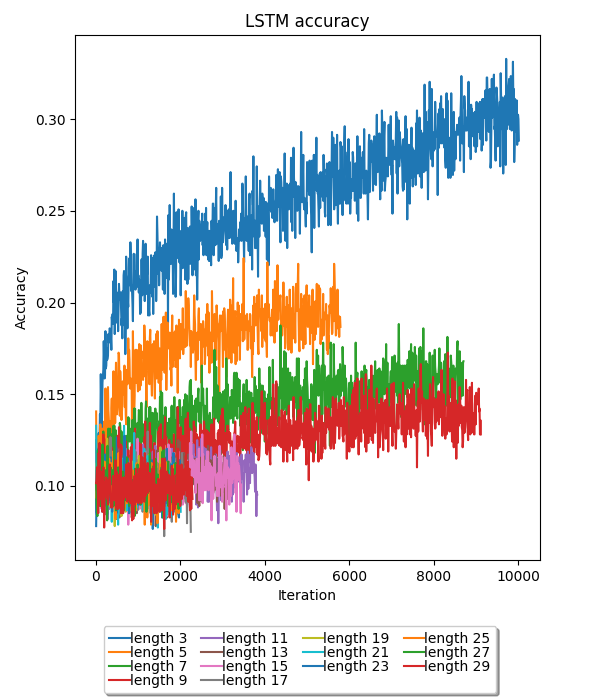 LSTM accuracy
0.30
0.25
0.20
0.15
0.10
Accuracy
0 2000 4000 6000 8000 10000
Iteration
length 3 length 11 length 19 length 25
length 5 length 13 length 21 length 27
length 7 length 15 length 23 length 29
length 9 length 17